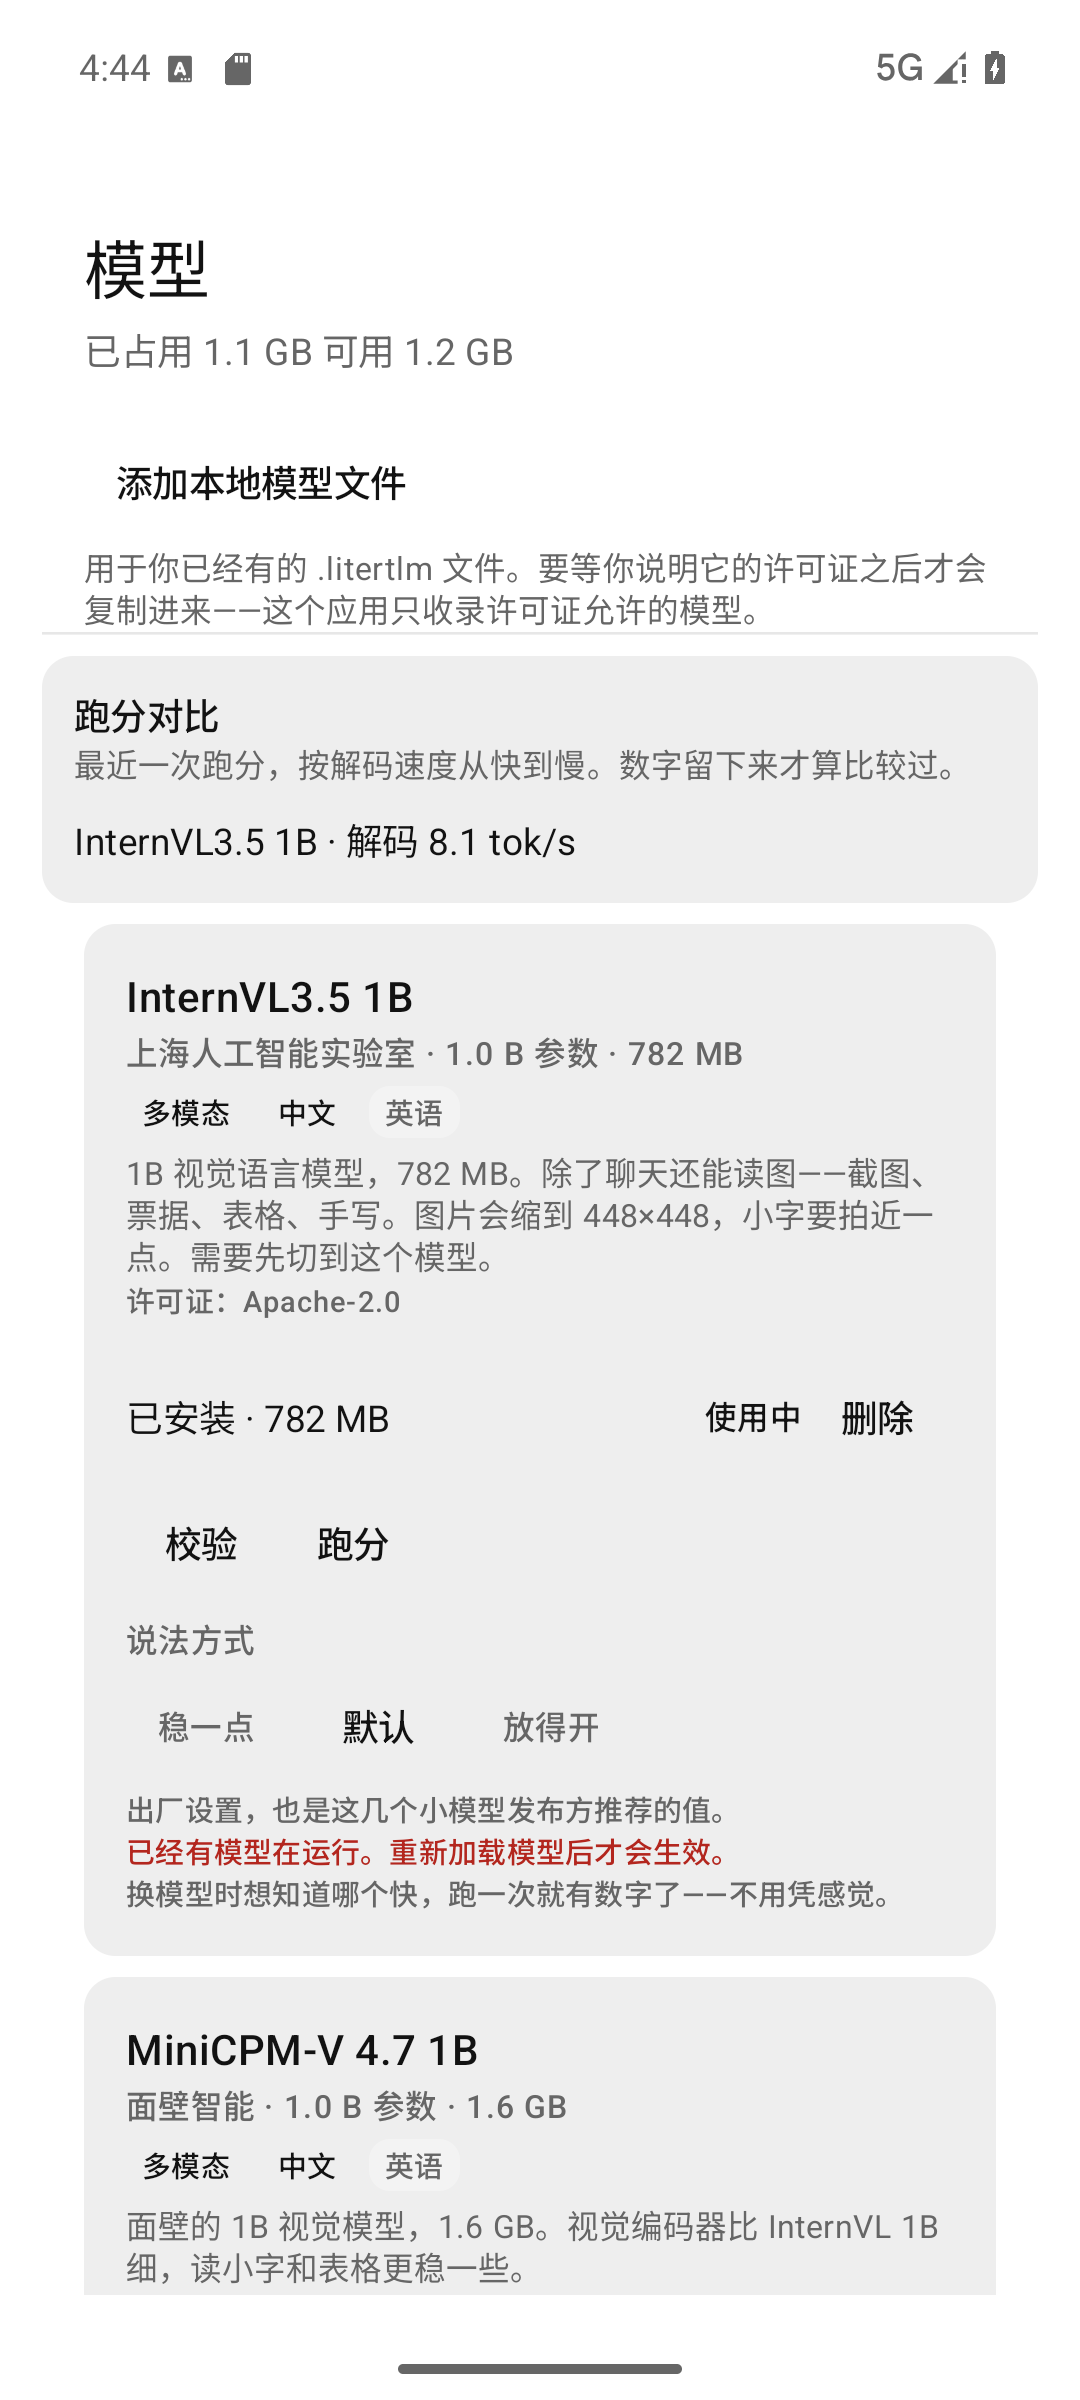 4:44
5G
模型
已占用 1.1 GB 可用 1.2 GB
添加本地模型文件
用于你已经有的 .litertlm 文件。要等你说明它的许可证之后才会
复制进来——这个应用只收录许可证允许的模型。
跑分对比
最近一次跑分，按解码速度从快到慢。数字留下来才算比较过。
InternVL3.5 1B · 解码 8.1 tok/s
InternVL3.5 1B
上海人工智能实验室 · 1.0 B 参数 · 782 MB
多模态 中文 英语
1B 视觉语言模型，782 MB。除了聊天还能读图——截图、
票据、表格、手写。图片会缩到 448×448，小字要拍近一
点。需要先切到这个模型。
许可证：Apache-2.0
已安装 · 782 MB 使用中 删除
校验 跑分
说法方式
稳一点 默认 放得开
出厂设置，也是这几个小模型发布方推荐的值。
已经有模型在运行。重新加载模型后才会生效。
换模型时想知道哪个快，跑一次就有数字了——不用凭感觉。
MiniCPM-V 4.7 1B
面壁智能 · 1.0 B 参数 · 1.6 GB
多模态 中文 英语
面壁的 1B 视觉模型，1.6 GB。视觉编码器比 InternVL 1B
细，读小字和表格更稳一些。